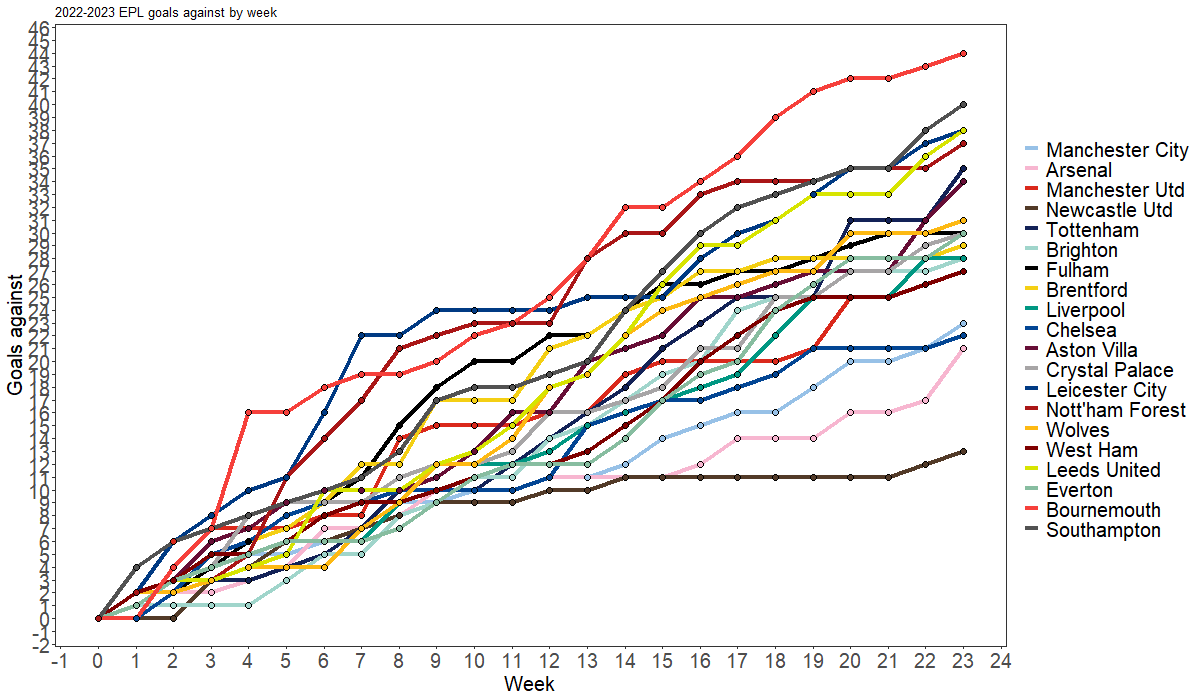 2022-2023 EPL goals against by week
46
45
44
43
42
41
40
39
38
37
36
35
34
33
32
31
30
29
28
27
26
25
24
23
22
21
20
19
18
17
16
15
14
13
12
11
10
9
8
7
6
5
4
3
2
1
0
-1
-2
Goals against
-1 0 1 2 3 4 5 6 7 8 9 10 11 12 13 14 15 16 17 18 19 20 21 22 23 24
Week
Manchester City
Arsenal
Manchester Utd
Newcastle Utd
Tottenham
Brighton
Fulham
Brentford
Liverpool
Chelsea
Aston Villa
Crystal Palace
Leicester City
Nott'ham Forest
Wolves
West Ham
Leeds United
Everton
Bournemouth
Southampton